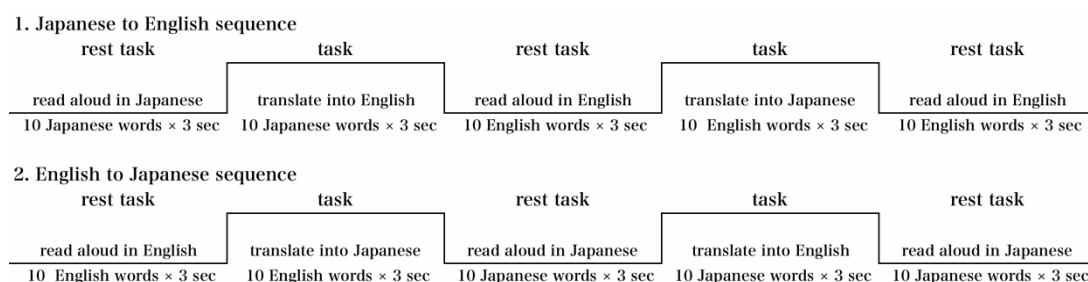 1. Japanese to English sequence
rest task task rest task task rest task
read aloud in Japanese translate into English read aloud in English translate into Japanese read aloud in English
10 Japanese words × 3 sec 10 Japanese words × 3 sec 10 English words × 3 sec 10 English words × 3 sec 10 English words × 3 sec
2. English to Japanese sequence
rest task task rest task task rest task
read aloud in English translate into Japanese read aloud in Japanese translate into English read aloud in Japanese
10 English words × 3 sec 10 English words × 3 sec 10 Japanese words × 3 sec 10 Japanese words × 3 sec 10 Japanese words × 3 sec